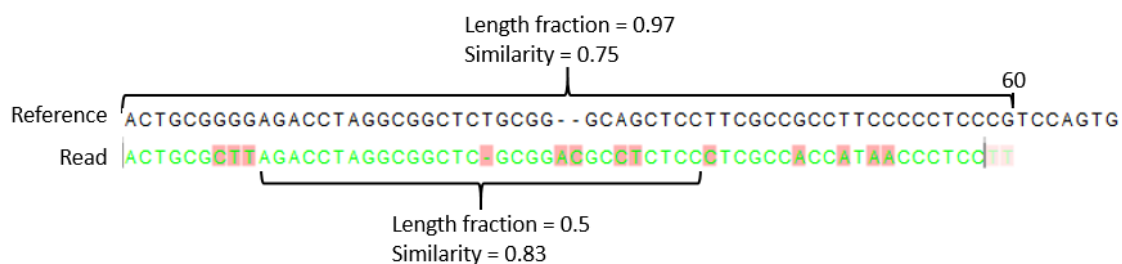 Length fraction = 0.97
Similarity = 0.75
60
Reference ACTGCGGGGAGACCTAGGCGGCTCTGCGG--GCAGCTCCTTCGCCGCCTTCCCCCTCCCGTCCAGTG
Read ACTGCGCTTAGACCTAGGCGGCTC-GCGGACGCCTCTCCCTCGCCACCATAACCCTCCTT
Length fraction = 0.5
Similarity = 0.83